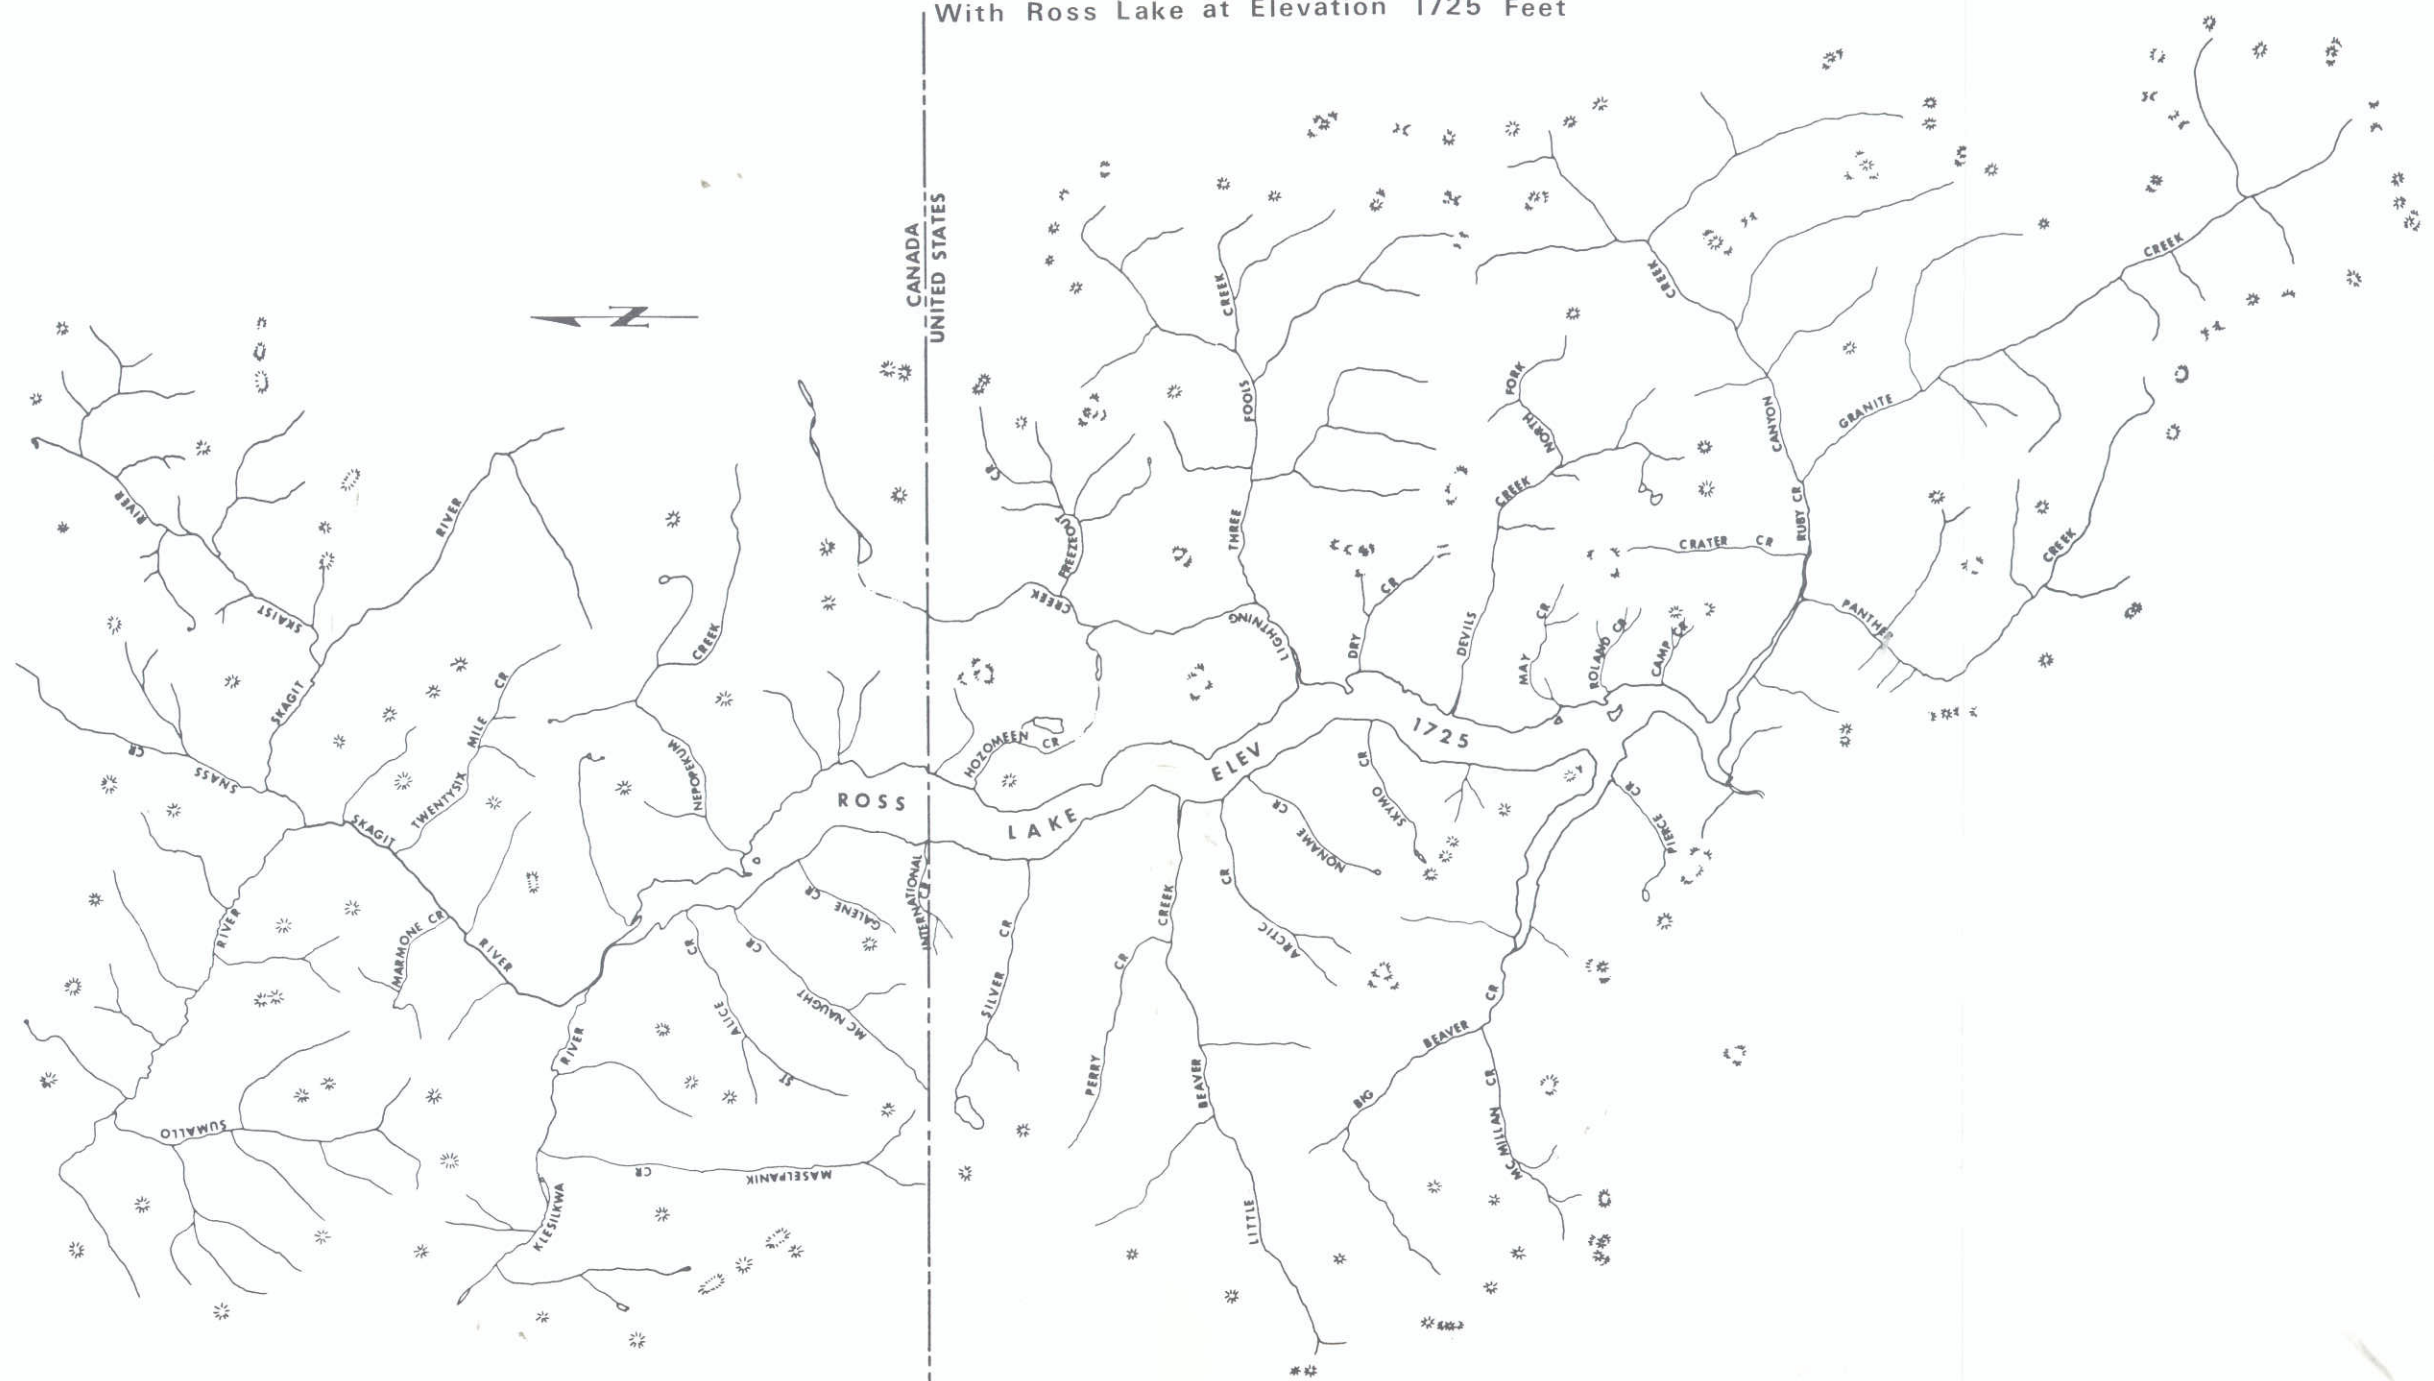 With Ross Lake at Elevation 1725 Feet
CANADA
UNITED STATES
N
RIVER
SKAIST
RIVER
SKAGIT
SNASS CR
SKAGIT
RIVER
TWENTYSIX MILE CR
NEPOPEKUM
CREEK
MARMONE CR
RIVER
SUMALLO
RIVER
KLESILKWA
MASELPANIK CR
ST ALICE CR
MC NAUGHT CR
GALENE CR
INTERNATIONAL CR
ROSS
LAKE
ELEV
1725
HOZOMEEN CR
SILVER CR
FREEZEOUT CR
LIGHTNING
CREEK
THREE
FOOLS
CREEK
DRY CR
DEVILS
CREEK
NORTH
FORK
MAY CR
ROLAND CR
CAMP CR
CRATER CR
RUBY CR
CANYON
CREEK
GRANITE
CREEK
PANTHER
CREEK
PIERCE CR
SKYMO CR
NONAME CR
ARCTIC CR
LITTLE
BEAVER
CREEK
PERRY CR
BIG
BEAVER
CR
MCMILLAN CR